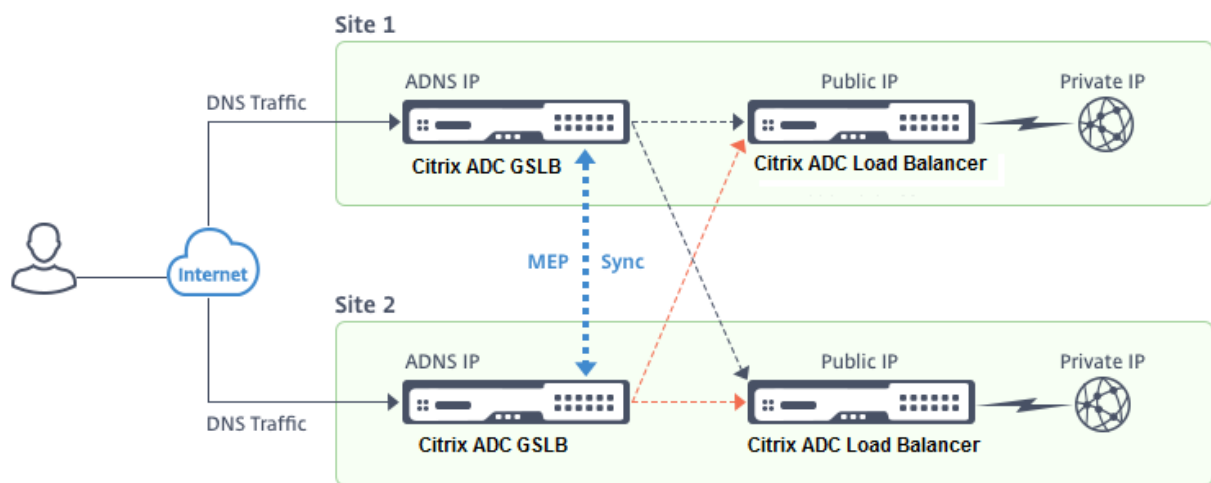 Site 1
ADNS IP
Public IP
Private IP
DNS Traffic
Citrix ADC GSLB
Citrix ADC Load Balancer
MEP Sync
Internet
Site 2
ADNS IP
Public IP
Private IP
DNS Traffic
Citrix ADC GSLB
Citrix ADC Load Balancer